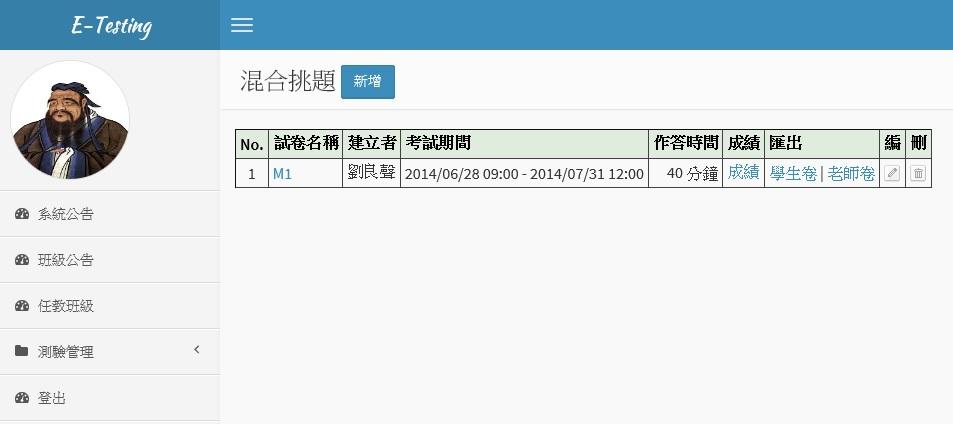 E-Testing
混合挑題 新增
No. 試卷名稱 建立者 考試期間 作答時間 成績 匯出 編 刪
1 M1 劉良聲 2014/06/28 09:00 - 2014/07/31 12:00 40 分鐘 成績 學生卷 | 老師卷
系統公告
班級公告
任教班級
測驗管理
登出